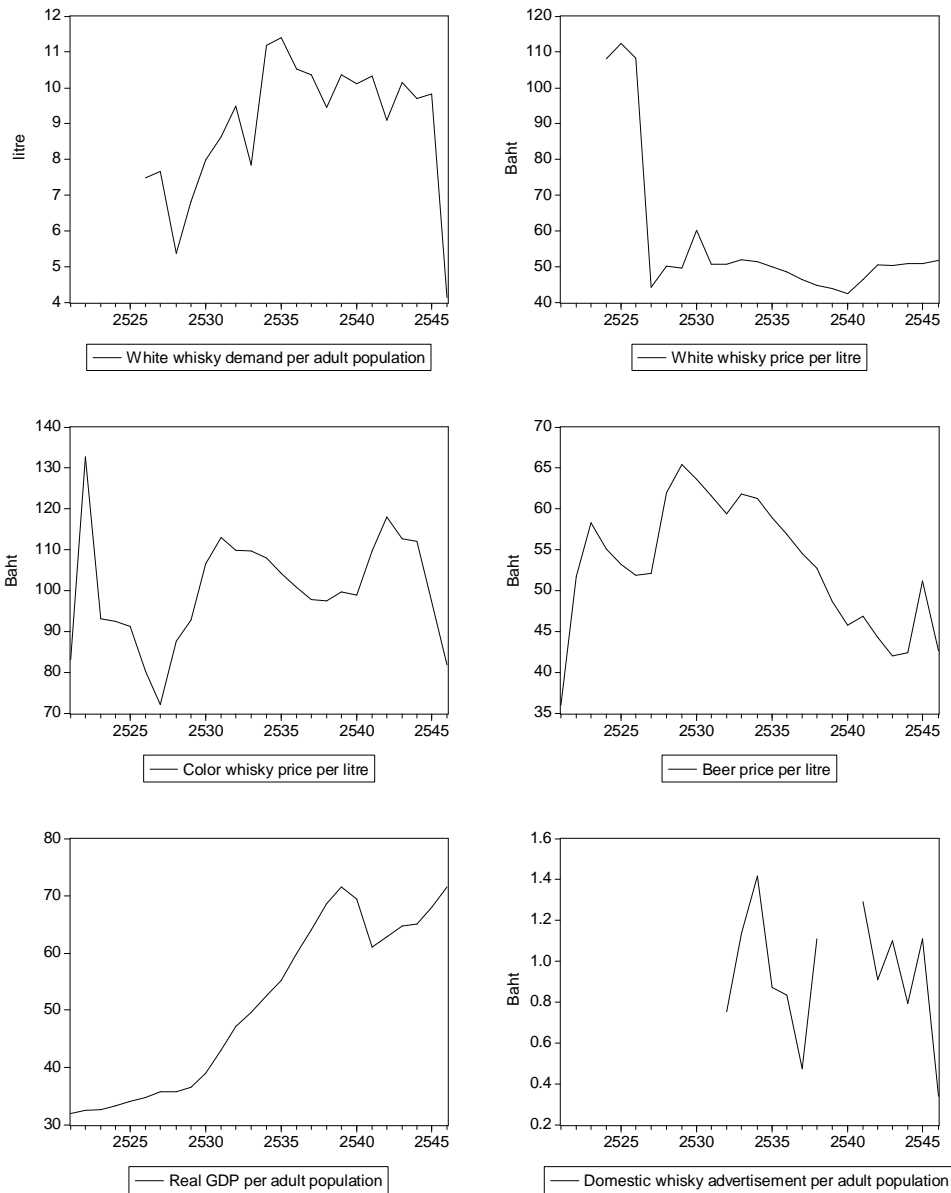 12
11
10
9
8
7
6
5
4
litre
2525 2530 2535 2540 2545
White whisky demand per adult population
120
110
100
90
80
70
60
50
40
Baht
2525 2530 2535 2540 2545
White whisky price per litre
140
130
120
110
100
90
80
70
Baht
2525 2530 2535 2540 2545
Color whisky price per litre
70
65
60
55
50
45
40
35
Baht
2525 2530 2535 2540 2545
Beer price per litre
80
70
60
50
40
30
2525 2530 2535 2540 2545
Real GDP per adult population
1.6
1.4
1.2
1.0
0.8
0.6
0.4
0.2
Baht
2525 2530 2535 2540 2545
Domestic whisky advertisement per adult population